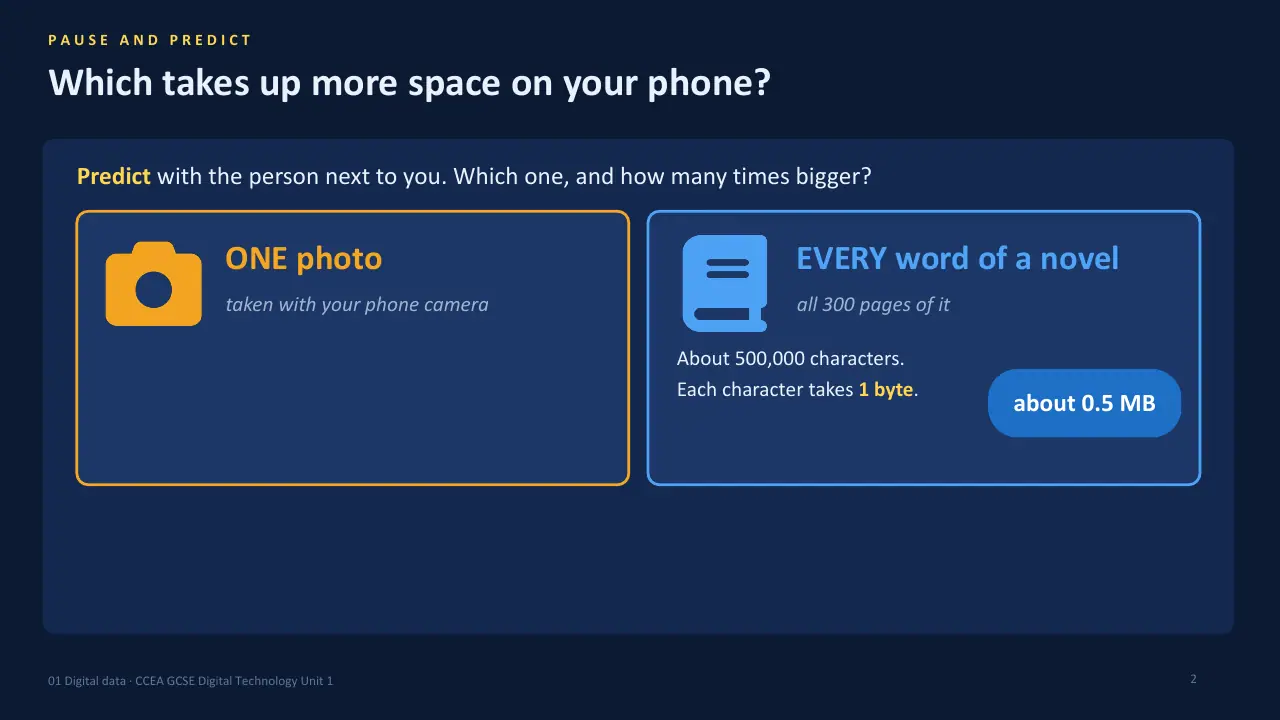 PAUSE AND PREDICT
Which takes up more space on your phone?
Predict with the person next to you. Which one, and how many times bigger?
ONE photo
taken with your phone camera
EVERY word of a novel
all 300 pages of it
About 500,000 characters.
Each character takes 1 byte.
about 0.5 MB
01 Digital data · CCEA GCSE Digital Technology Unit 1
2